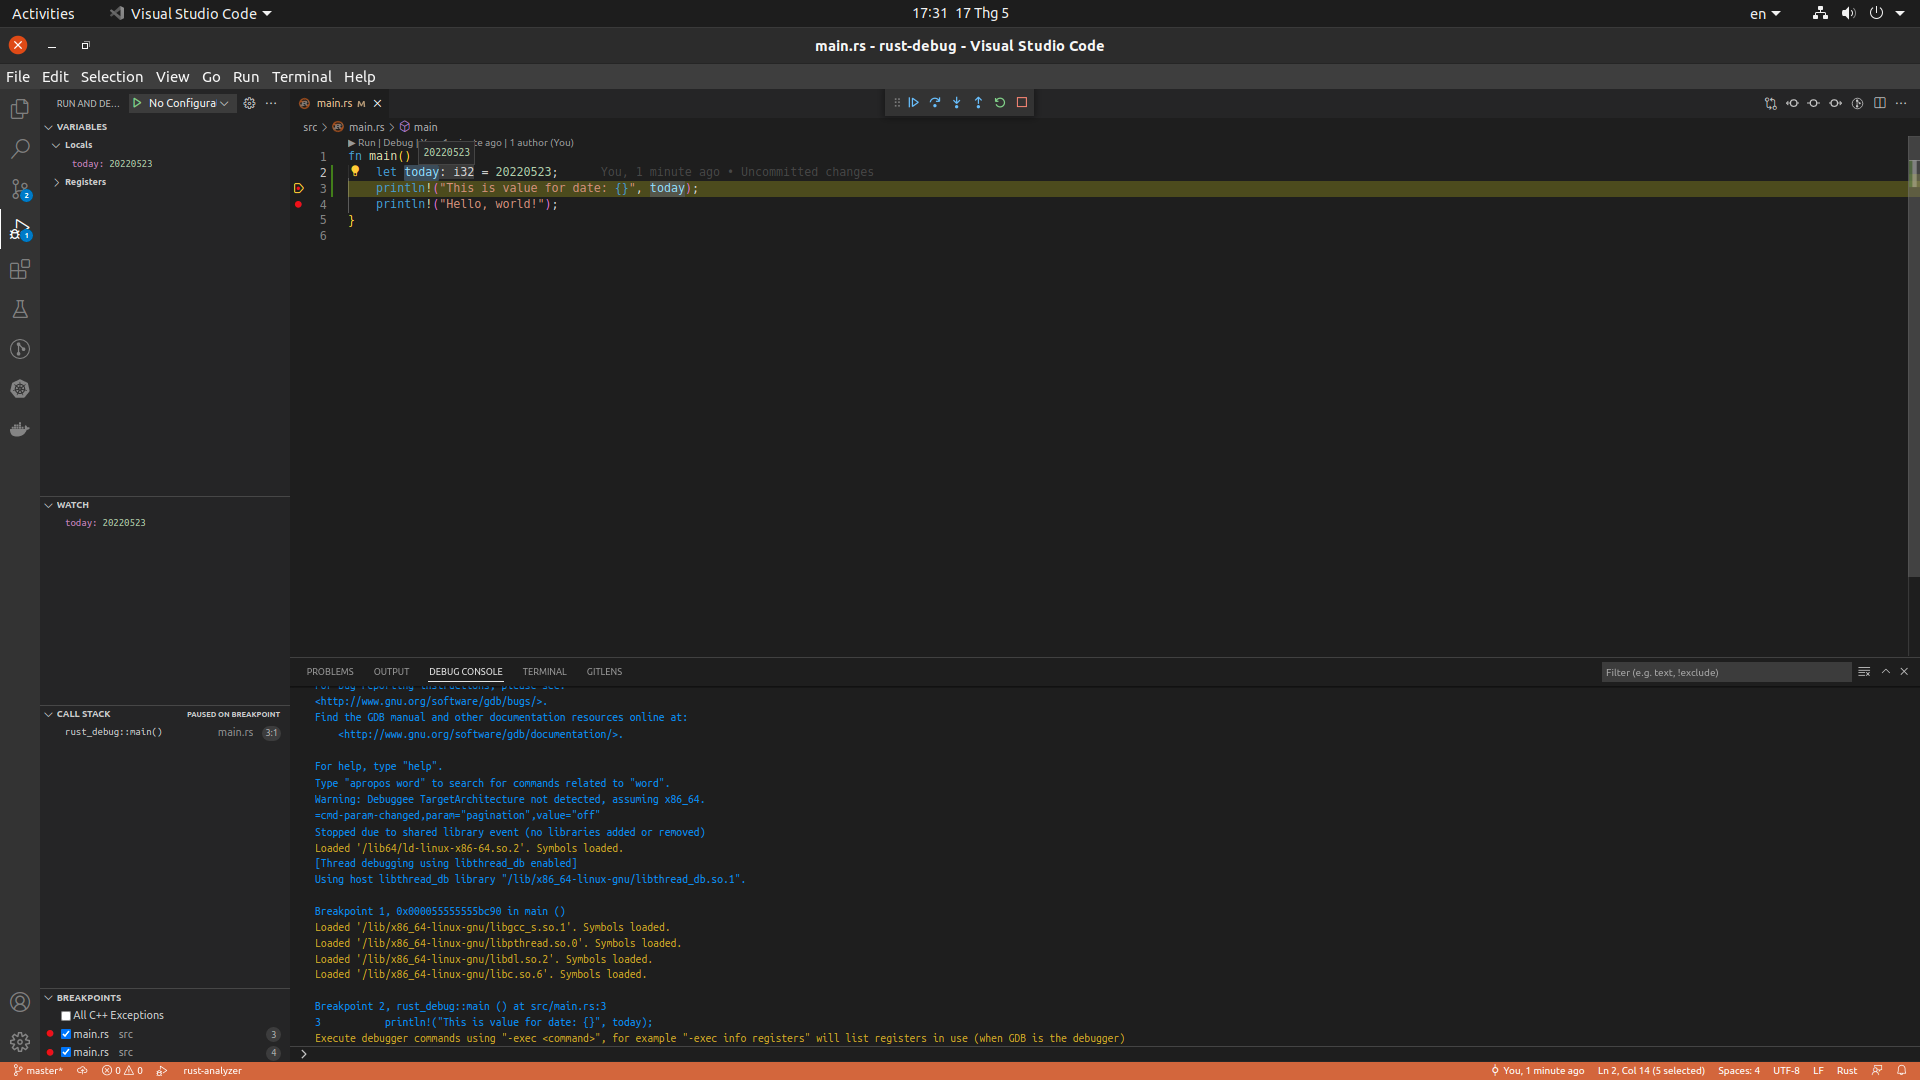 Activities Visual Studio Code 17:31 17 Thg 5 en
main.rs - rust-debug - Visual Studio Code
File Edit Selection View Go Run Terminal Help
RUN AND DE... No Configura
VARIABLES
Locals
today: 20220523
Registers
WATCH
today: 20220523
CALL STACK PAUSED ON BREAKPOINT
rust_debug::main() main.rs 3:1
BREAKPOINTS
All C++ Exceptions
main.rs src 3
main.rs src 4
2
1
main.rs M
src > main.rs > main
Run | Debug | ago | 1 author (You)
20220523
1 fn main()
2 let today: i32 = 20220523; You, 1 minute ago • Uncommitted changes
3 println!("This is value for date: {}", today);
4 println!("Hello, world!");
5 }
6
PROBLEMS OUTPUT DEBUG CONSOLE TERMINAL GITLENS Filter (e.g. text, !exclude)
For bug reporting instructions, please see:
<http://www.gnu.org/software/gdb/bugs/>.
Find the GDB manual and other documentation resources online at:
<http://www.gnu.org/software/gdb/documentation/>.
For help, type "help".
Type "apropos word" to search for commands related to "word".
Warning: Debuggee TargetArchitecture not detected, assuming x86_64.
=cmd-param-changed,param="pagination",value="off"
Stopped due to shared library event (no libraries added or removed)
Loaded '/lib64/ld-linux-x86-64.so.2'. Symbols loaded.
[Thread debugging using libthread_db enabled]
Using host libthread_db library "/lib/x86_64-linux-gnu/libthread_db.so.1".
Breakpoint 1, 0x000055555555bc90 in main ()
Loaded '/lib/x86_64-linux-gnu/libgcc_s.so.1'. Symbols loaded.
Loaded '/lib/x86_64-linux-gnu/libpthread.so.0'. Symbols loaded.
Loaded '/lib/x86_64-linux-gnu/libdl.so.2'. Symbols loaded.
Loaded '/lib/x86_64-linux-gnu/libc.so.6'. Symbols loaded.
Breakpoint 2, rust_debug::main () at src/main.rs:3
3 println!("This is value for date: {}", today);
Execute debugger commands using "-exec <command>", for example "-exec info registers" will list registers in use (when GDB is the debugger)
>
master* 0 0 rust-analyzer You, 1 minute ago Ln 2, Col 14 (5 selected) Spaces: 4 UTF-8 LF Rust